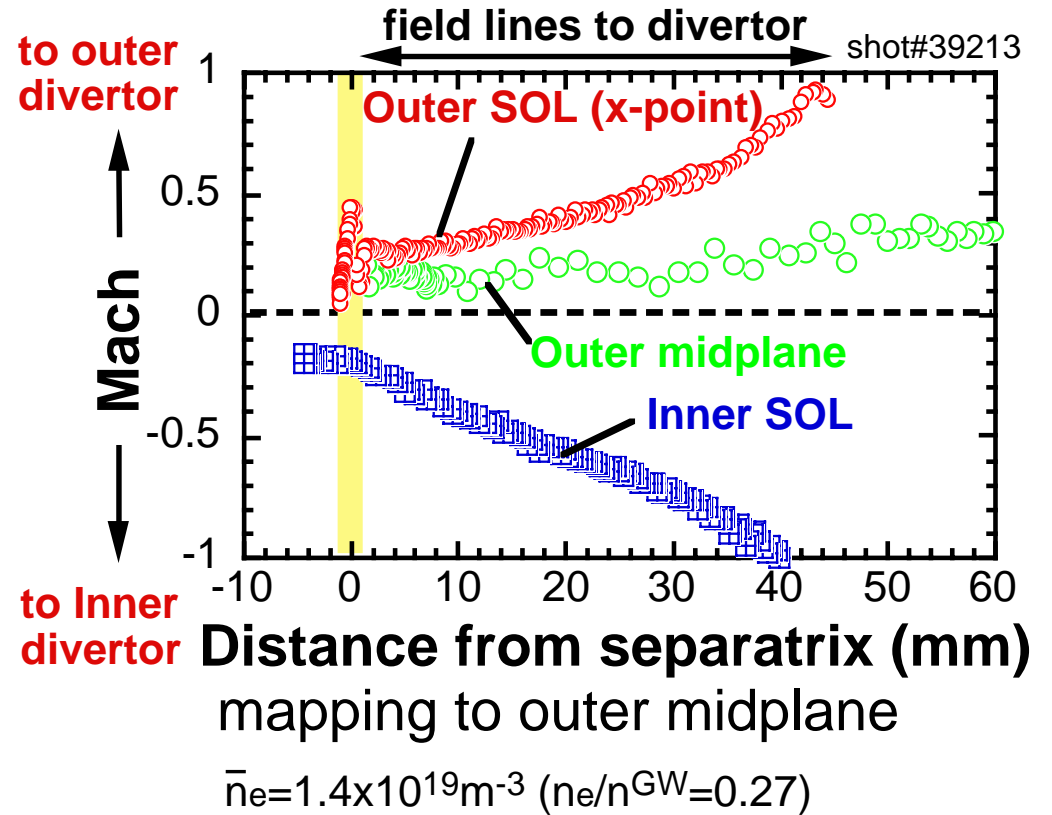 field lines to divertor
shot#39213
to outer
divertor
Mach
to Inner
divertor
1
0.5
0
-0.5
-1
Outer SOL (x-point)
Outer midplane
Inner SOL
-10 0 10 20 30 40 50 60
Distance from separatrix (mm)
mapping to outer midplane
n̄e=1.4x10¹⁹m⁻³ (ne/nᴳᵂ=0.27)